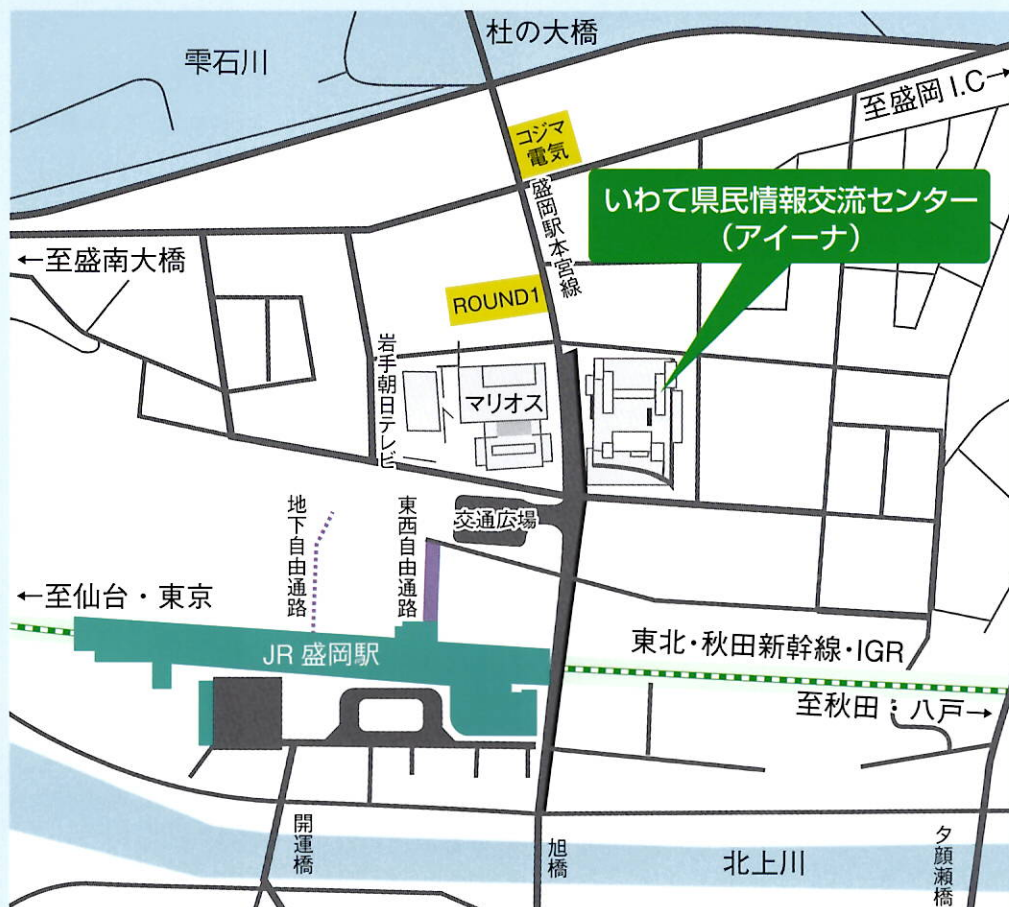 杜の大橋
雫石川
至盛岡 I.C→
コジマ
電気
盛岡駅本宮線
いわて県民情報交流センター
（アイーナ）
←至盛南大橋
ROUND1
岩手朝日テレビ
マリオス
地下自由通路
東西自由通路
交通広場
←至仙台・東京
JR 盛岡駅
東北・秋田新幹線・IGR
至秋田・八戸→
開運橋
旭橋
北上川
夕顔瀬橋